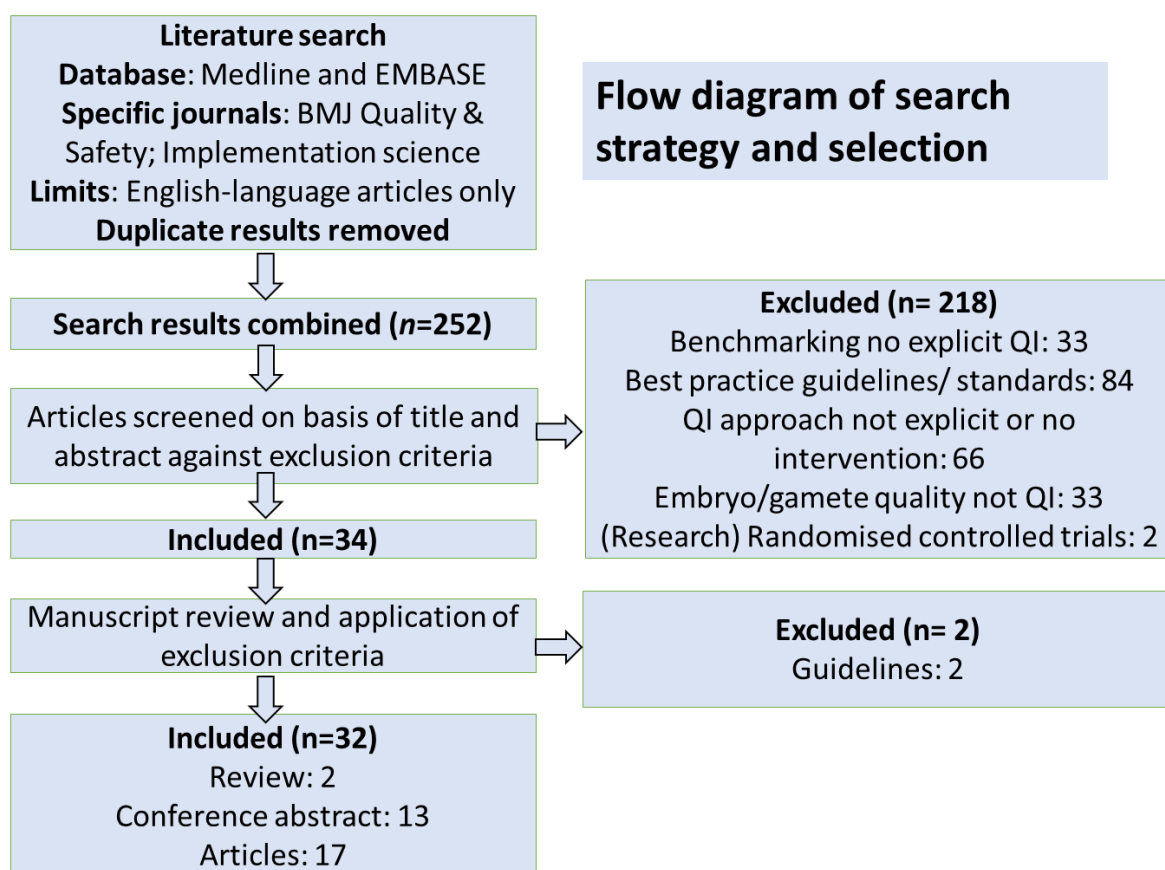 Literature search
Database: Medline and EMBASE
Specific journals: BMJ Quality &
Safety; Implementation science
Limits: English-language articles only
Duplicate results removed
Flow diagram of search
strategy and selection
Search results combined (n=252)
Articles screened on basis of title and
abstract against exclusion criteria
Excluded (n= 218)
Benchmarking no explicit QI: 33
Best practice guidelines/ standards: 84
QI approach not explicit or no
intervention: 66
Embryo/gamete quality not QI: 33
(Research) Randomised controlled trials: 2
Included (n=34)
Manuscript review and application of
exclusion criteria
Excluded (n= 2)
Guidelines: 2
Included (n=32)
Review: 2
Conference abstract: 13
Articles: 17